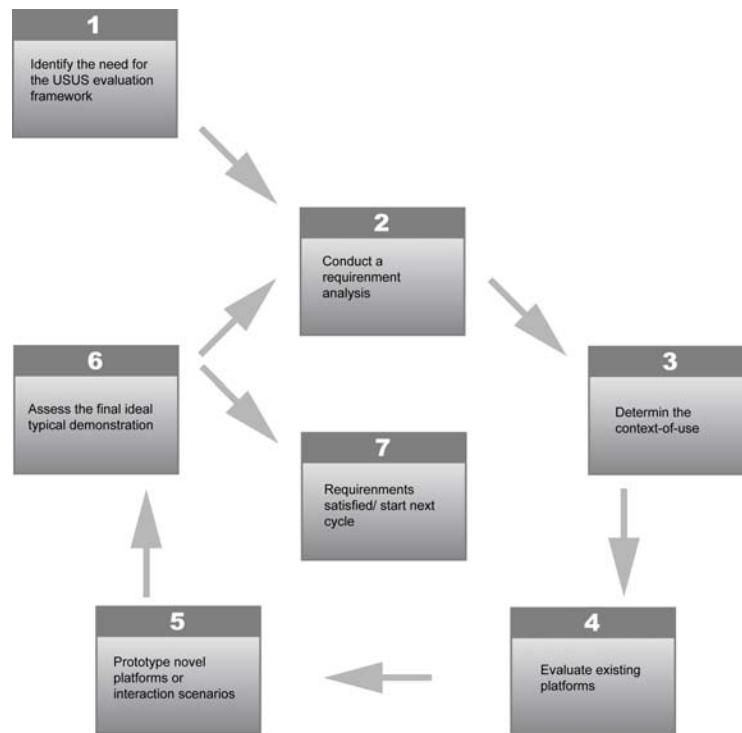 1
Identify the need for
the USUS evaluation
framework
2
Conduct a
requirenment
analysis
3
Determin the
context-of-use
4
Evaluate existing
platforms
5
Prototype novel
platforms or
interaction scenarios
6
Assess the final ideal
typical demonstration
7
Requirenments
satisfied/ start next
cycle